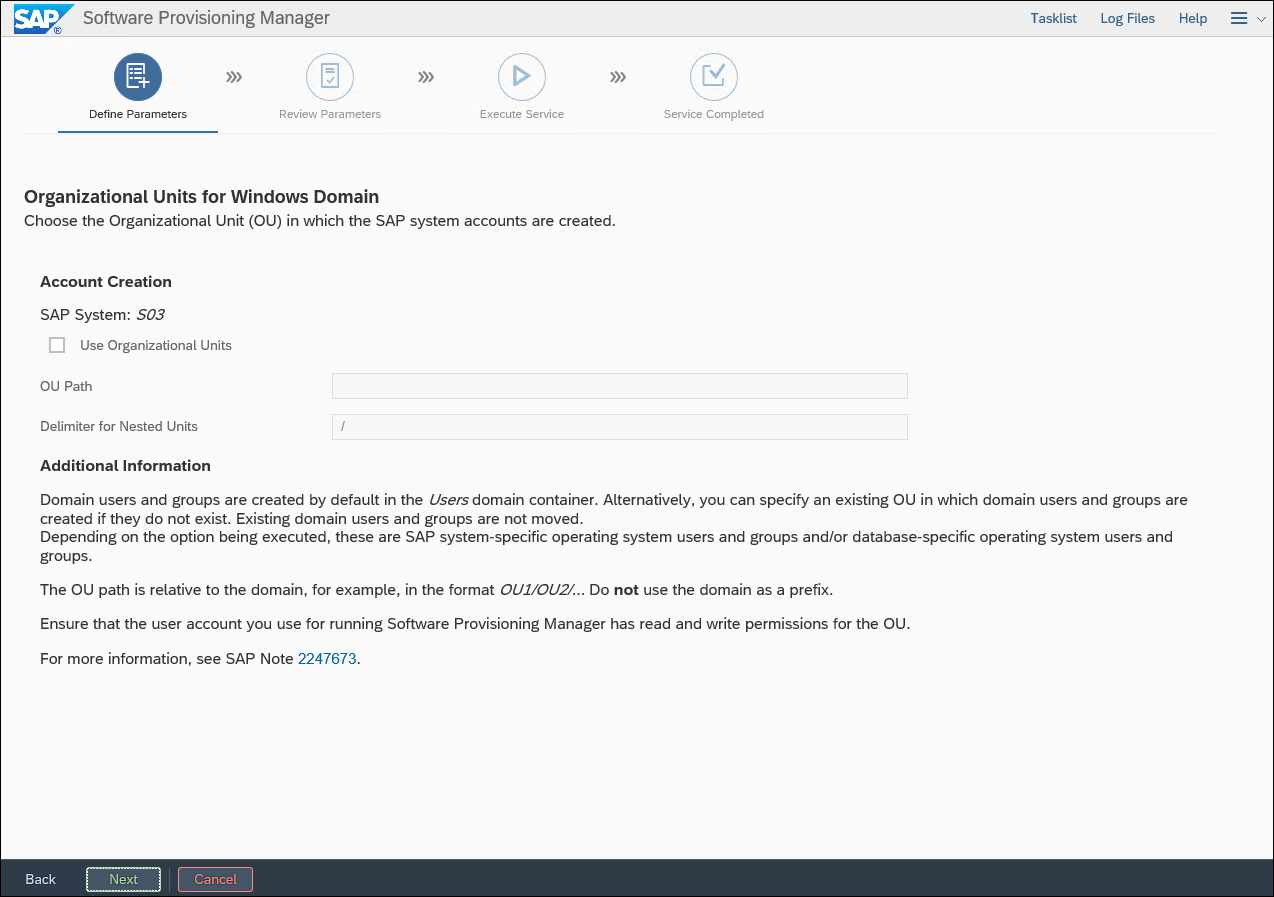 SAP® Software Provisioning Manager
Tasklist Log Files Help
Define Parameters
Review Parameters
Execute Service
Service Completed
Organizational Units for Windows Domain
Choose the Organizational Unit (OU) in which the SAP system accounts are created.
Account Creation
SAP System: S03
Use Organizational Units
OU Path
Delimiter for Nested Units /
Additional Information
Domain users and groups are created by default in the Users domain container. Alternatively, you can specify an existing OU in which domain users and groups are
created if they do not exist. Existing domain users and groups are not moved.
Depending on the option being executed, these are SAP system-specific operating system users and groups and/or database-specific operating system users and
groups.
The OU path is relative to the domain, for example, in the format OU1/OU2/... Do not use the domain as a prefix.
Ensure that the user account you use for running Software Provisioning Manager has read and write permissions for the OU.
For more information, see SAP Note 2247673.
Back Next Cancel